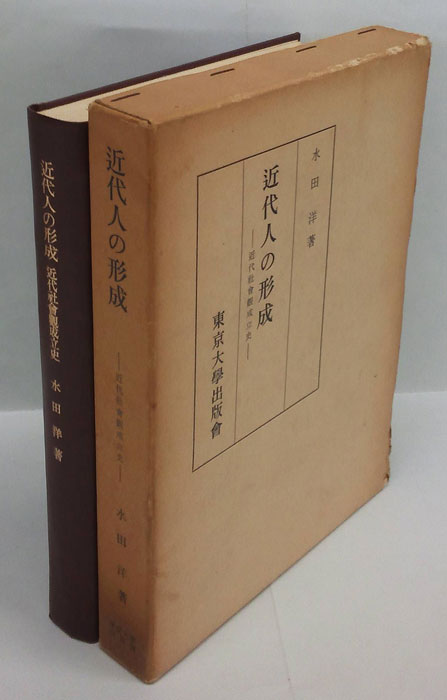 水田洋著
近代人の形成
──近代社會觀成立史──
東京大學出版會
近代人の形成
──近代社會觀成立史──
水田洋著
近代人の形成 近代社會觀成立史 水田洋著